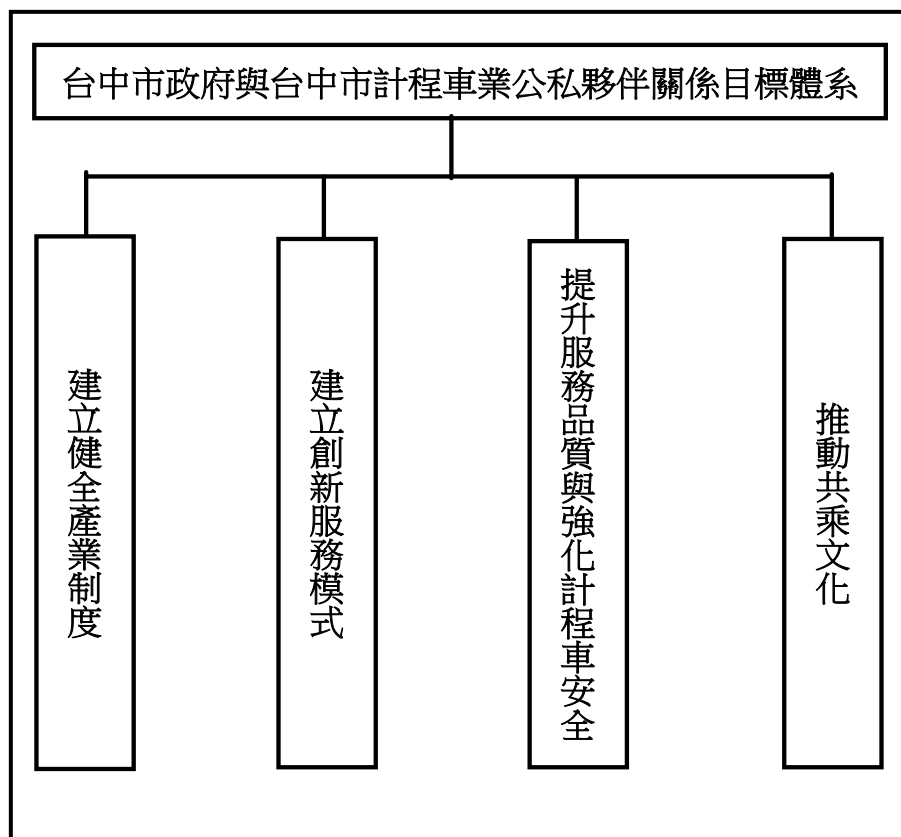 台中市政府與台中市計程車業公私夥伴關係目標體系
建立健全產業制度
建立創新服務模式
提升服務品質與強化計程車安全
推動共乘文化